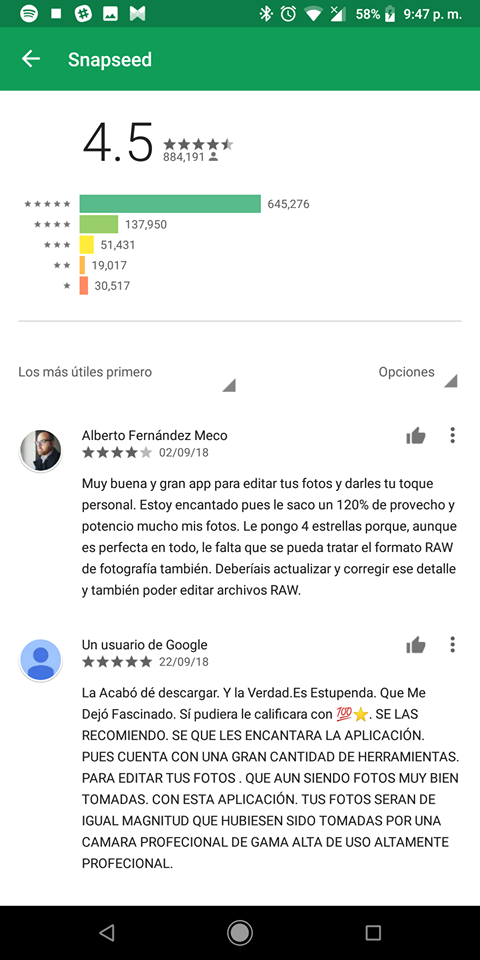 58% 9:47 p. m.
Snapseed
4.5
884,191
645,276
137,950
51,431
19,017
30,517
Los más útiles primero
Opciones
Alberto Fernández Meco
02/09/18
Muy buena y gran app para editar tus fotos y darles tu toque
personal. Estoy encantado pues le saco un 120% de provecho y
potencio mucho mis fotos. Le pongo 4 estrellas porque, aunque
es perfecta en todo, le falta que se pueda tratar el formato RAW
de fotografía también. Deberíais actualizar y corregir ese detalle
y también poder editar archivos RAW.
Un usuario de Google
22/09/18
La Acabó dé descargar. Y la Verdad.Es Estupenda. Que Me
Dejó Fascinado. Sí pudiera le calificara con 💯⭐. SE LAS
RECOMIENDO. SE QUE LES ENCANTARA LA APLICACIÓN.
PUES CUENTA CON UNA GRAN CANTIDAD DE HERRAMIENTAS.
PARA EDITAR TUS FOTOS . QUE AUN SIENDO FOTOS MUY BIEN
TOMADAS. CON ESTA APLICACIÓN. TUS FOTOS SERAN DE
IGUAL MAGNITUD QUE HUBIESEN SIDO TOMADAS POR UNA
CAMARA PROFECIONAL DE GAMA ALTA DE USO ALTAMENTE
PROFECIONAL.